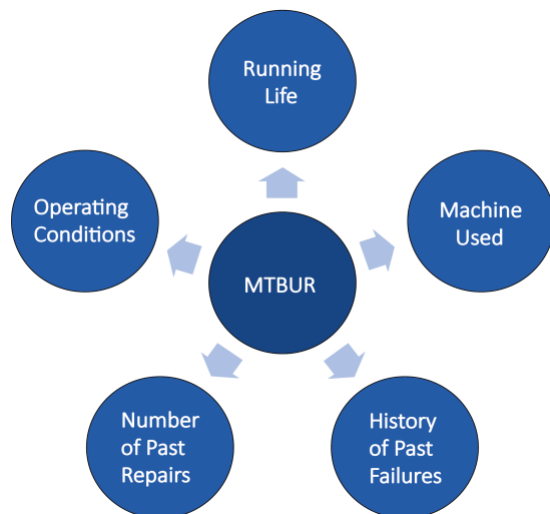 Running
Life
Operating
Conditions
Machine
Used
MTBUR
Number
of Past
Repairs
History
of Past
Failures